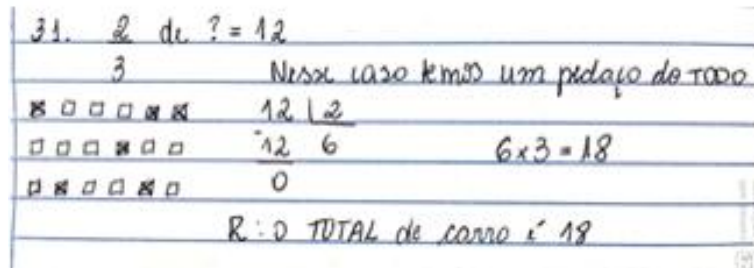 31. 2/3 de ? = 12
Nesse caso temos um pedaço do TODO
12 2
-12 6
6x3 = 18
0
R: O TOTAL de carro é 18